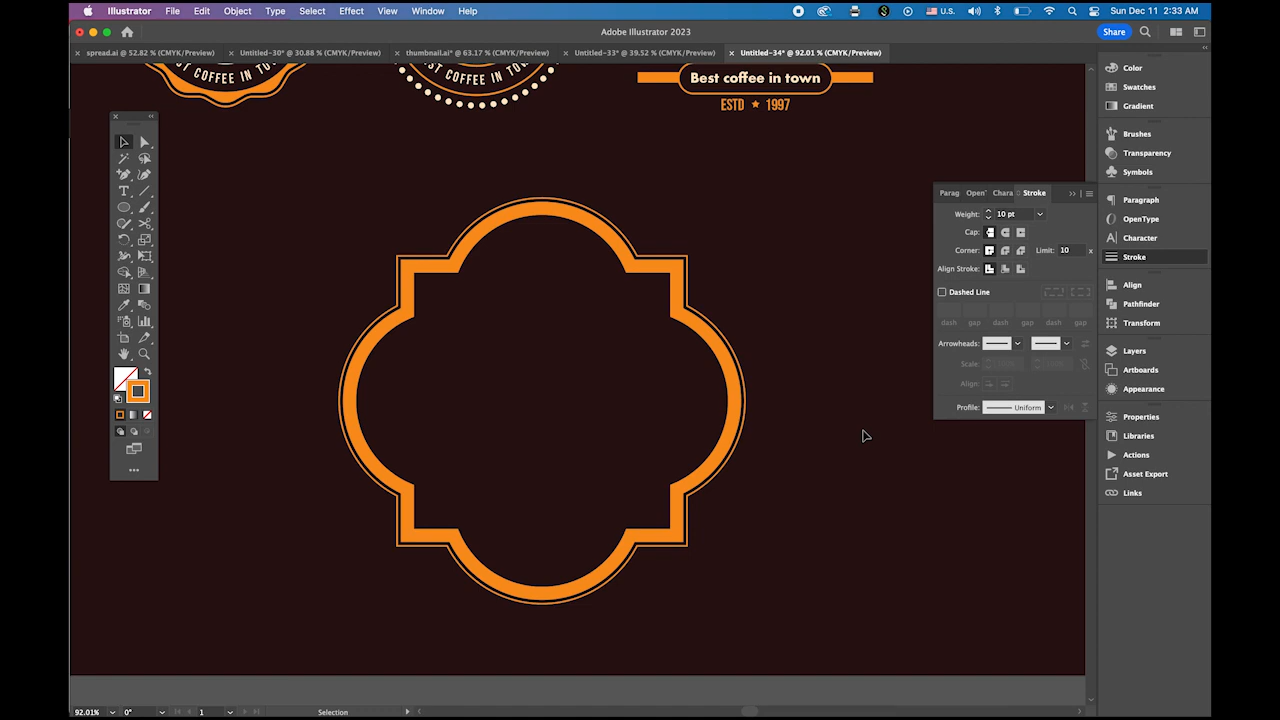 Illustrator File Edit Object Type Select Effect View Window Help U.S. Sun Dec 11 2:33 AM
Adobe Illustrator 2023 Share
spread.ai @ 52.82 % (CMYK/Preview) Untitled-30* @ 30.88 % (CMYK/Preview) thumbnail.ai* @ 63.17 % (CMYK/Preview) Untitled-33* @ 39.52 % (CMYK/Preview) Untitled-34* @ 92.01 % (CMYK/Preview)
ST COFFEE IN TOWN
EST COFFEE IN TOWN
Best coffee in town
ESTD ★ 1997
Parag Open Chara Stroke
Weight: 10 pt
Cap:
Corner: Limit: 10 x
Align Stroke:
Dashed Line
dash gap dash gap dash gap
Arrowheads:
Scale: 100% 100%
Align:
Profile: Uniform
Color
Swatches
Gradient
Brushes
Transparency
Symbols
Paragraph
OpenType
Character
Stroke
Align
Pathfinder
Transform
Layers
Artboards
Appearance
Properties
Libraries
Actions
Asset Export
Links
92.01% 0° 1 Selection